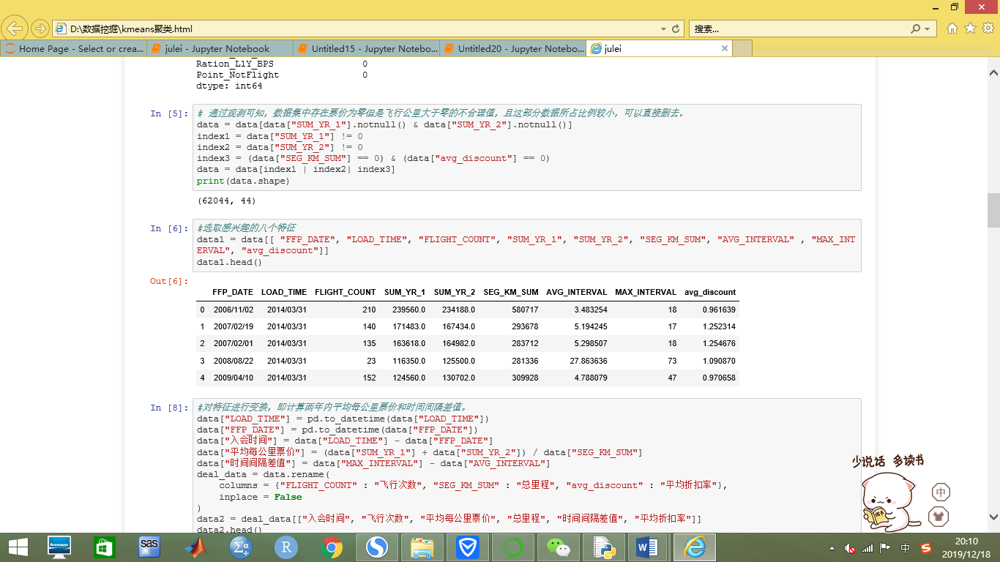 D:\数据挖掘\kmeans聚类.html
搜索...
Home Page - Select or crea...
julei - Jupyter Notebook
Untitled15 - Jupyter Notebo...
Untitled20 - Jupyter Notebo...
julei
Ration_L1Y_BPS 0
Point_NotFlight 0
dtype: int64
In [5]:
# 通过观测可知，数据集中存在票价为零但是飞行公里大于零的不合理值，且这部分数据所占比例较小，可以直接删去。
data = data[data["SUM_YR_1"].notnull() & data["SUM_YR_2"].notnull()]
index1 = data["SUM_YR_1"] != 0
index2 = data["SUM_YR_2"] != 0
index3 = (data["SEG_KM_SUM"] == 0) & (data["avg_discount"] == 0)
data = data[index1 | index2| index3]
print(data.shape)
(62044, 44)
In [6]:
#选取感兴趣的八个特征
data1 = data[[ "FFP_DATE", "LOAD_TIME", "FLIGHT_COUNT", "SUM_YR_1", "SUM_YR_2", "SEG_KM_SUM", "AVG_INTERVAL" , "MAX_INT
ERVAL", "avg_discount"]]
data1.head()
Out[6]:
FFP_DATE LOAD_TIME FLIGHT_COUNT SUM_YR_1 SUM_YR_2 SEG_KM_SUM AVG_INTERVAL MAX_INTERVAL avg_discount
0 2006/11/02 2014/03/31 210 239560.0 234188.0 580717 3.483254 18 0.961639
1 2007/02/19 2014/03/31 140 171483.0 167434.0 293678 5.194245 17 1.252314
2 2007/02/01 2014/03/31 135 163618.0 164982.0 283712 5.298507 18 1.254676
3 2008/08/22 2014/03/31 23 116350.0 125500.0 281336 27.863636 73 1.090870
4 2009/04/10 2014/03/31 152 124560.0 130702.0 309928 4.788079 47 0.970658
In [8]:
#对特征进行变换，即计算两年内平均每公里票价和时间间隔差值。
data["LOAD_TIME"] = pd.to_datetime(data["LOAD_TIME"])
data["FFP_DATE"] = pd.to_datetime(data["FFP_DATE"])
data["入会时间"] = data["LOAD_TIME"] - data["FFP_DATE"]
data["平均每公里票价"] = (data["SUM_YR_1"] + data["SUM_YR_2"]) / data["SEG_KM_SUM"]
data["时间间隔差值"] = data["MAX_INTERVAL"] - data["AVG_INTERVAL"]
deal_data = data.rename(
columns = {"FLIGHT_COUNT" : "飞行次数", "SEG_KM_SUM" : "总里程", "avg_discount" : "平均折扣率"},
inplace = False
)
data2 = deal_data[["入会时间", "飞行次数", "平均每公里票价", "总里程", "时间间隔差值", "平均折扣率"]]
data2.head()
少说话 多读书
中
lenovo
sas
Σα
R
S
W
中
S
20:10
2019/12/18